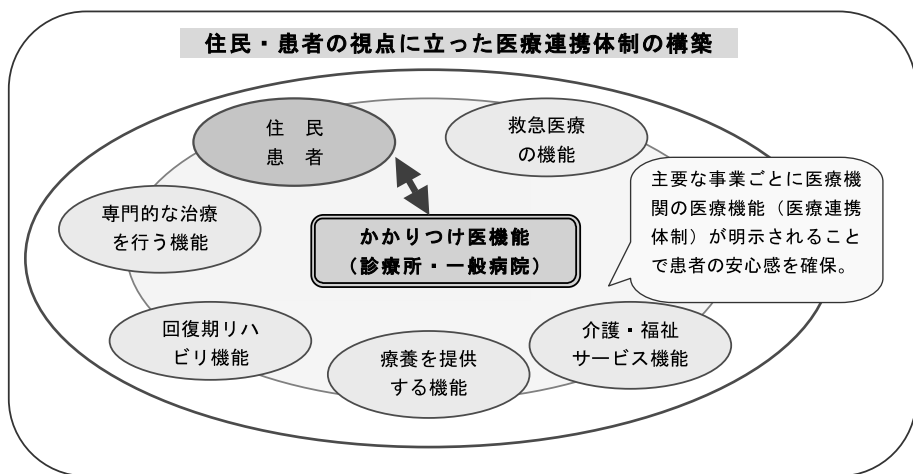 住民・患者の視点に立った医療連携体制の構築
住　民
患　者
救急医療
の機能
主要な事業ごとに医療機
関の医療機能（医療連携
体制）が明示されること
で患者の安心感を確保。
専門的な治療
を行う機能
かかりつけ医機能
（診療所・一般病院）
回復期リハ
ビリ機能
療養を提供
する機能
介護・福祉
サービス機能